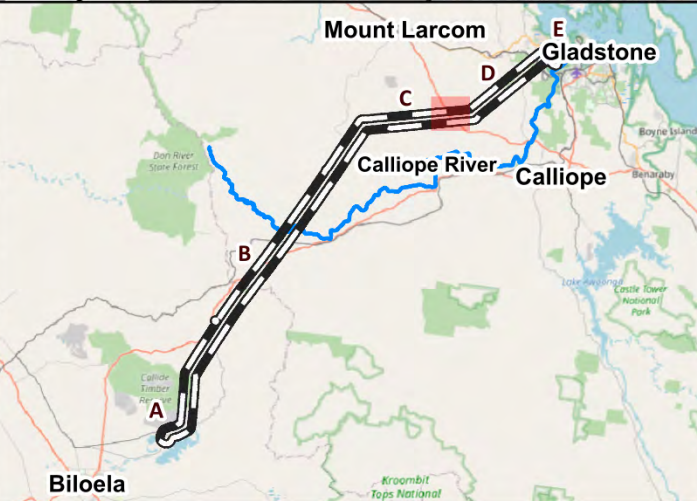 E
Mount Larcom
Gladstone
D
C
Boyne Island
Don River
State Forest
Calliope River
Calliope
Benaraby
B
Lake Awoonga
Castle Tower
National
Park
Callide
Timber
Reserve
A
Biloela
Kroombit
Tops National